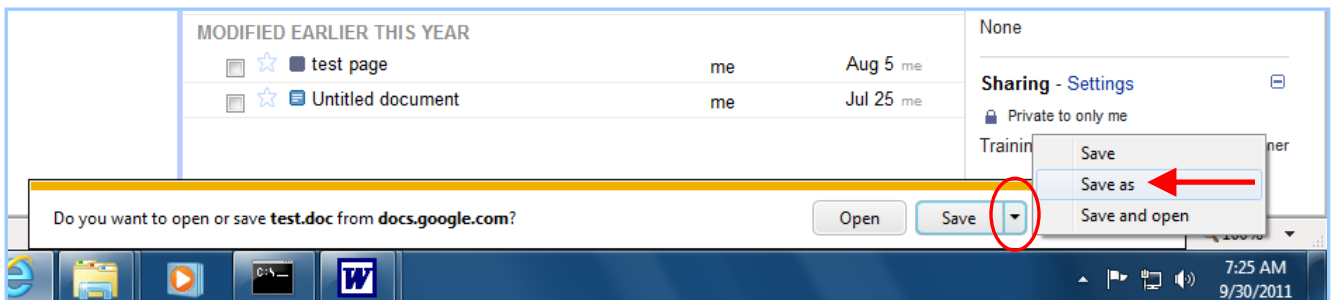 MODIFIED EARLIER THIS YEAR
None
test page me Aug 5 me
Untitled document me Jul 25 me
Sharing - Settings
Private to only me
Save
Save as
Save and open
Do you want to open or save test.doc from docs.google.com?
Open Save
C:\_
W
7:25 AM
9/30/2011